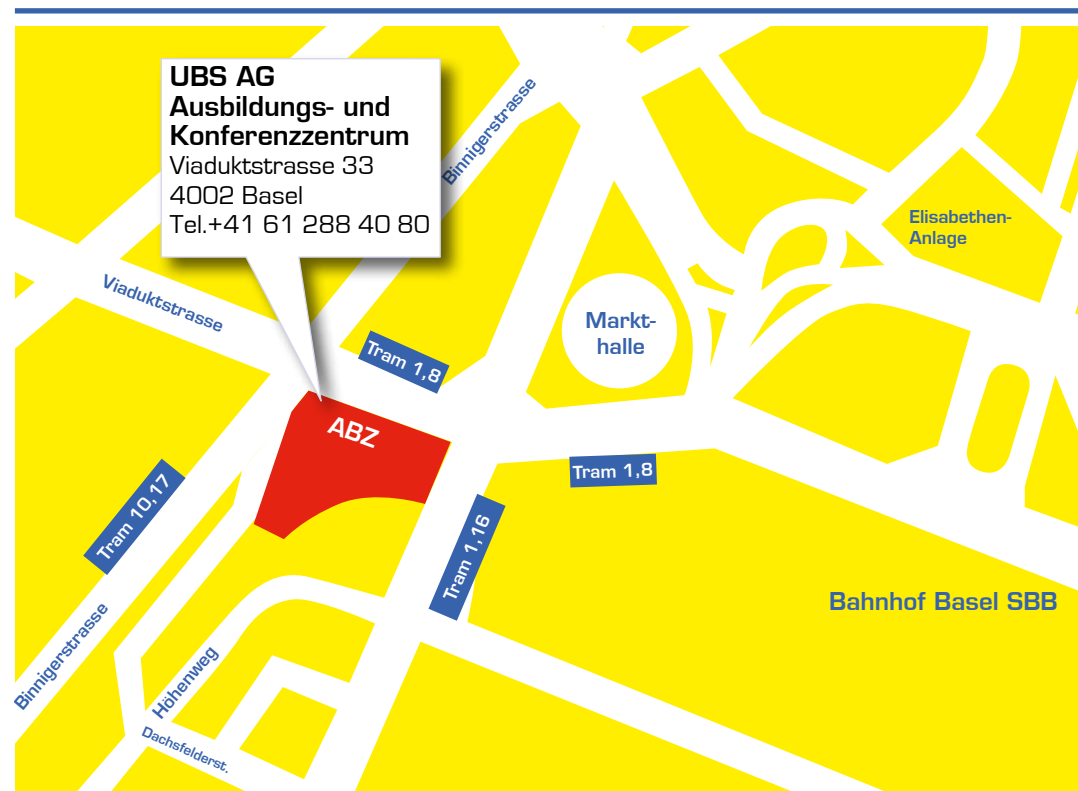 UBS AG
Ausbildungs- und
Konferenzzentrum
Viaduktstrasse 33
4002 Basel
Tel.+41 61 288 40 80
Binnigerstrasse
Elisabethen-
Anlage
Viaduktstrasse
Markt-
halle
Tram 1,8
ABZ
Tram 1,8
Tram 10,17
Tram 1,16
Bahnhof Basel SBB
Binnigerstrasse
Höhenweg
Dachsfelderst.